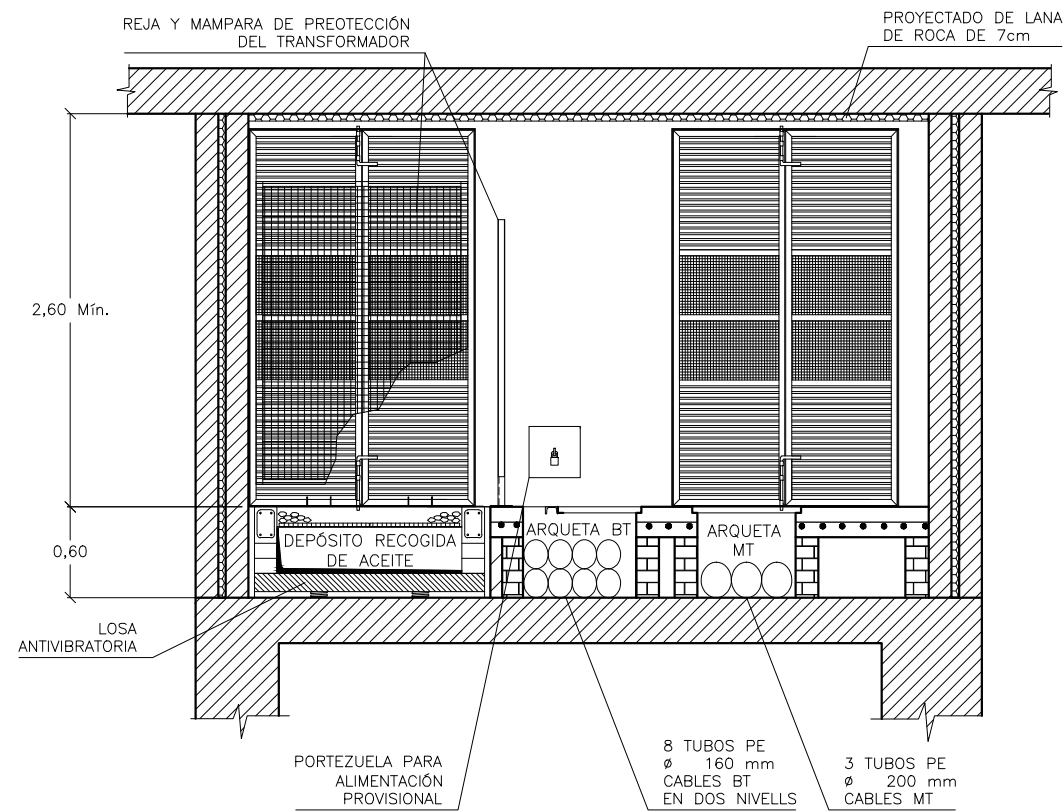 REJA Y MAMPARA DE PREOTECCIÓN
DEL TRANSFORMADOR
PROYECTADO DE LANA
DE ROCA DE 7cm
2,60 Mín.
0,60
DEPÓSITO RECOGIDA
DE ACEITE
ARQUETA BT
ARQUETA
MT
LOSA
ANTIVIBRATORIA
PORTEZUELA PARA
ALIMENTACIÓN
PROVISIONAL
8 TUBOS PE
ø 160 mm
CABLES BT
EN DOS NIVELLS
3 TUBOS PE
ø 200 mm
CABLES MT